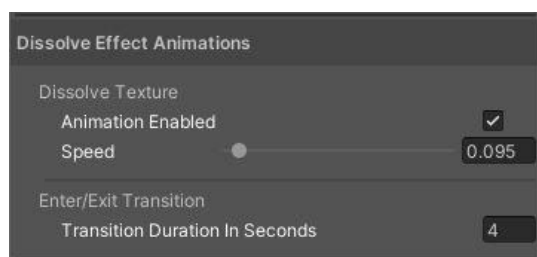 Dissolve Effect Animations
Dissolve Texture
Animation Enabled
Speed 0.095
Enter/Exit Transition
Transition Duration In Seconds 4